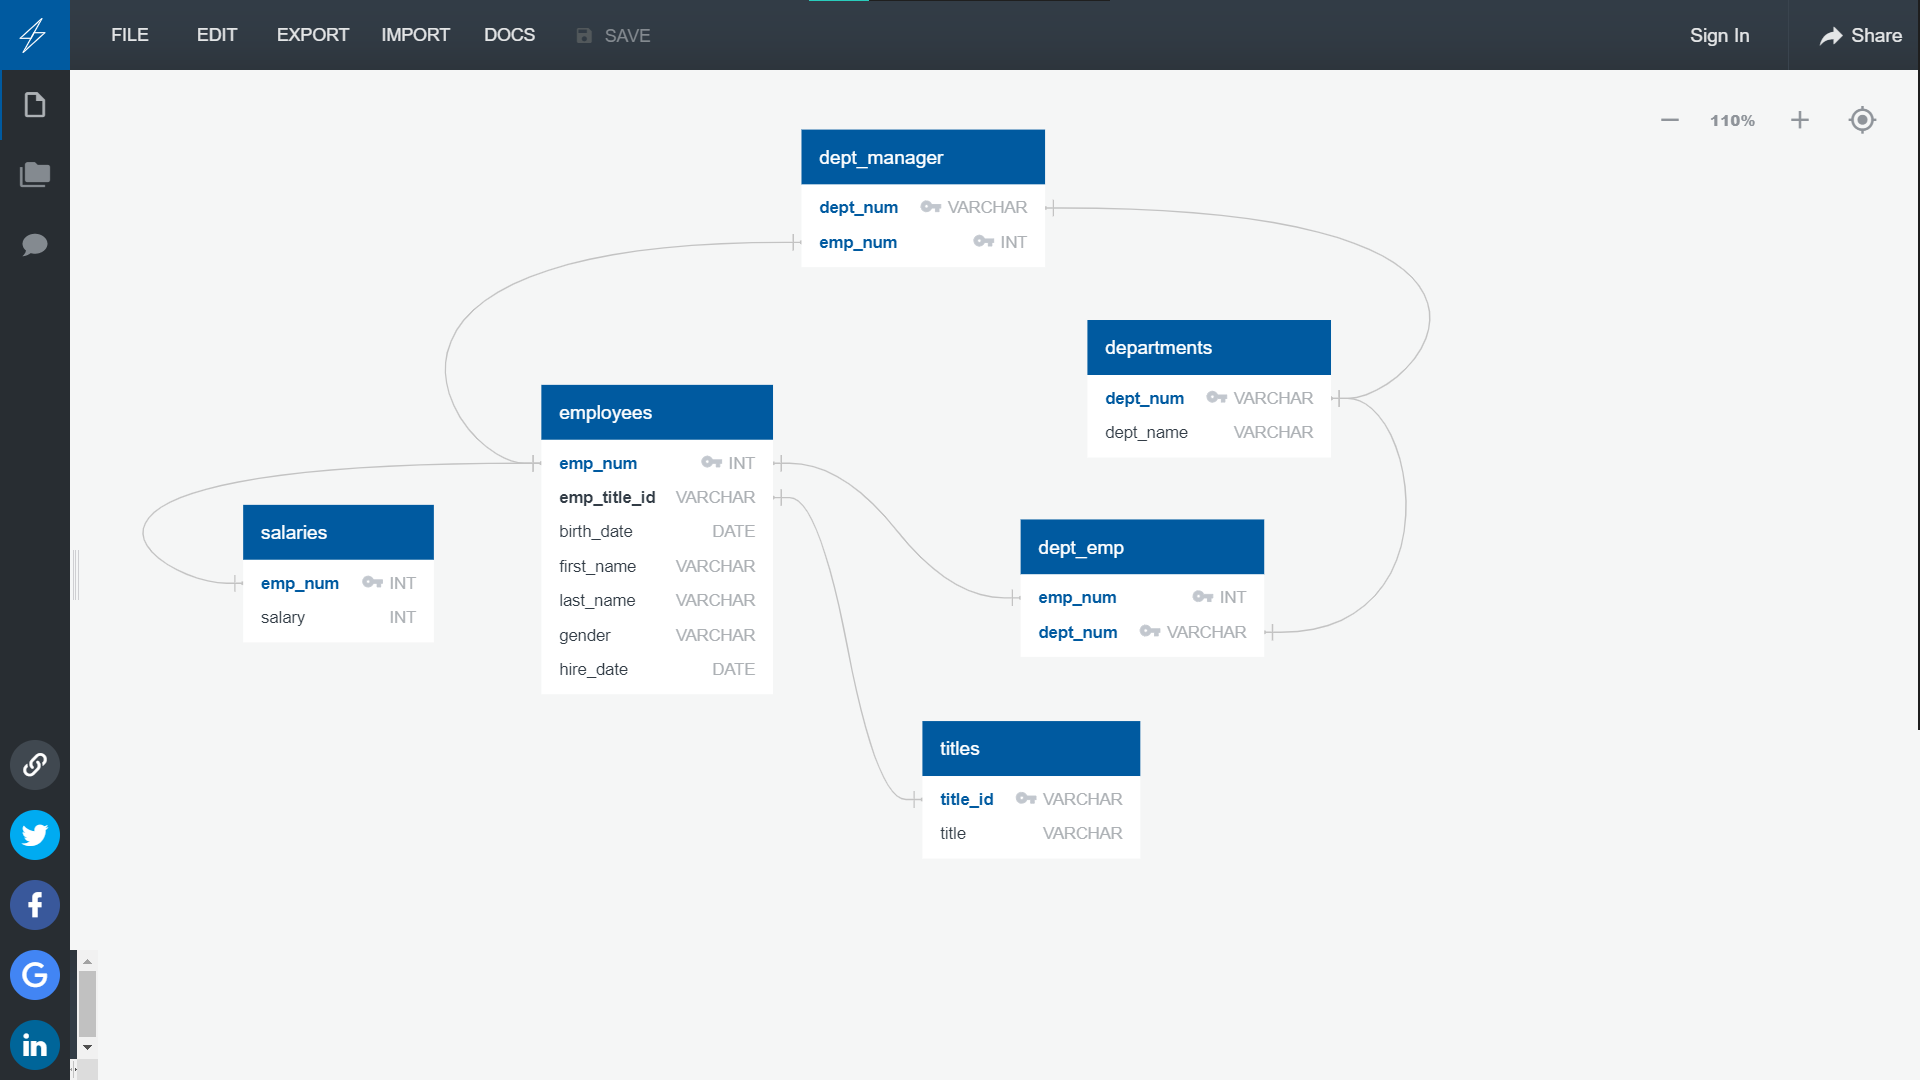 FILE EDIT EXPORT IMPORT DOCS SAVE Sign In Share
110%
dept_manager
dept_num VARCHAR
emp_num INT
departments
dept_num VARCHAR
dept_name VARCHAR
employees
emp_num INT
emp_title_id VARCHAR
birth_date DATE
first_name VARCHAR
last_name VARCHAR
gender VARCHAR
hire_date DATE
salaries
emp_num INT
salary INT
dept_emp
emp_num INT
dept_num VARCHAR
titles
title_id VARCHAR
title VARCHAR
f
G
in